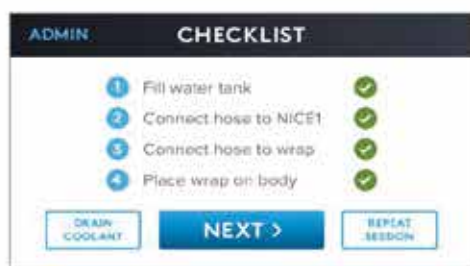 ADMIN CHECKLIST
1 Fill water tank
2 Connect hose to NICE1
3 Connect hose to wrap
4 Place wrap on body
DRAIN COOLANT
NEXT >
REPEAT SESSION